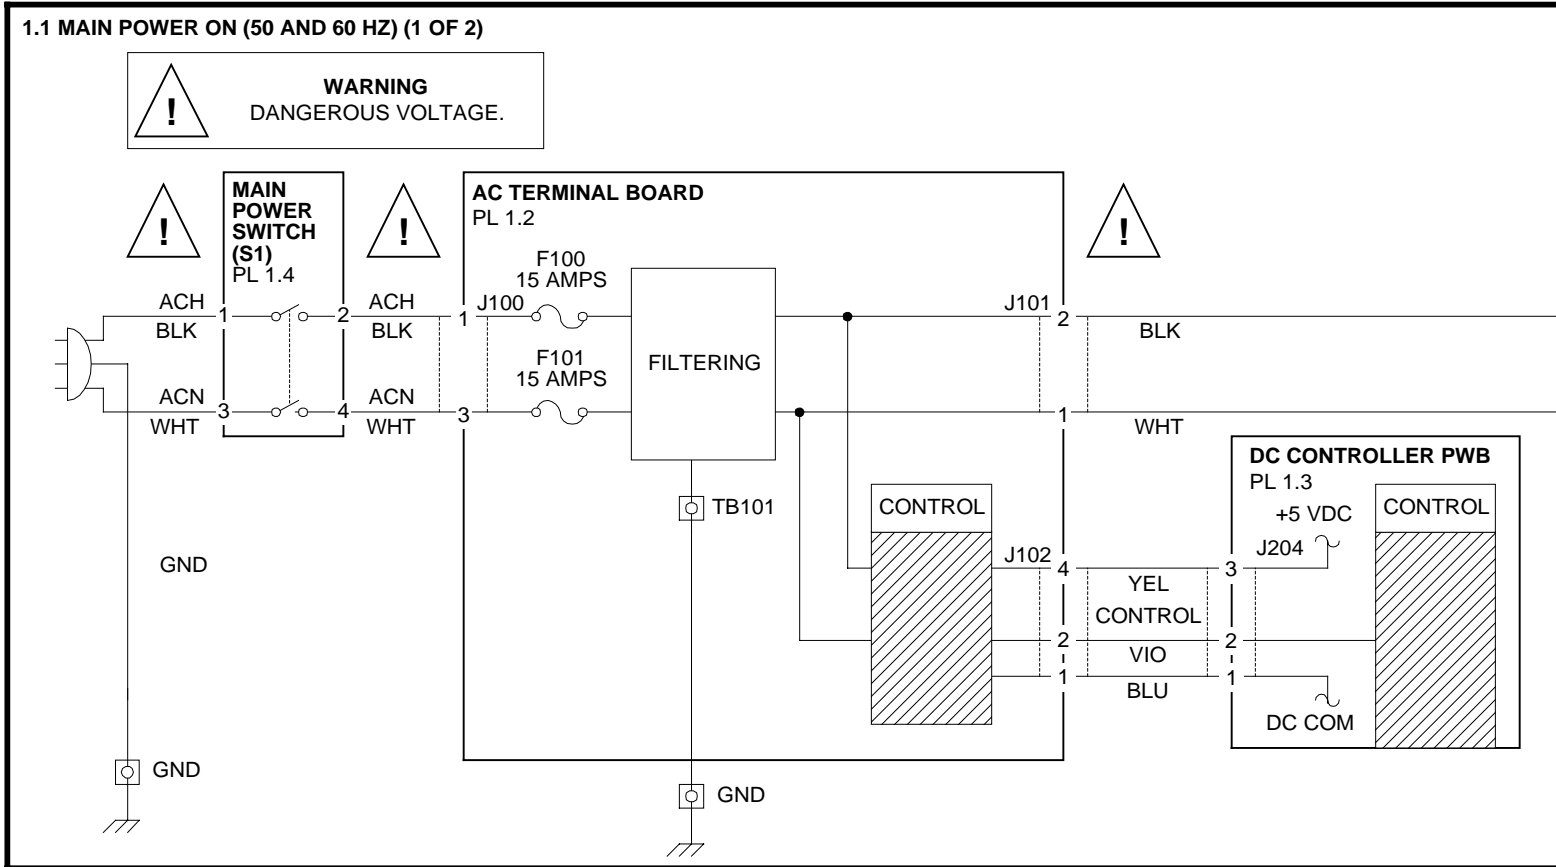 1.1 MAIN POWER ON (50 AND 60 HZ) (1 OF 2)
!
WARNING
DANGEROUS VOLTAGE.
!
MAIN
POWER
SWITCH
(S1)
PL 1.4
!
AC TERMINAL BOARD
PL 1.2
!
F100
15 AMPS
ACH
BLK
1
2
ACH
BLK
1
J100
J101
2
BLK
F101
15 AMPS
FILTERING
ACN
WHT
3
4
ACN
WHT
3
1
WHT
DC CONTROLLER PWB
PL 1.3
TB101
CONTROL
+5 VDC
CONTROL
GND
J102
4
YEL
3
J204
CONTROL
2
VIO
2
1
BLU
1
DC COM
GND
GND